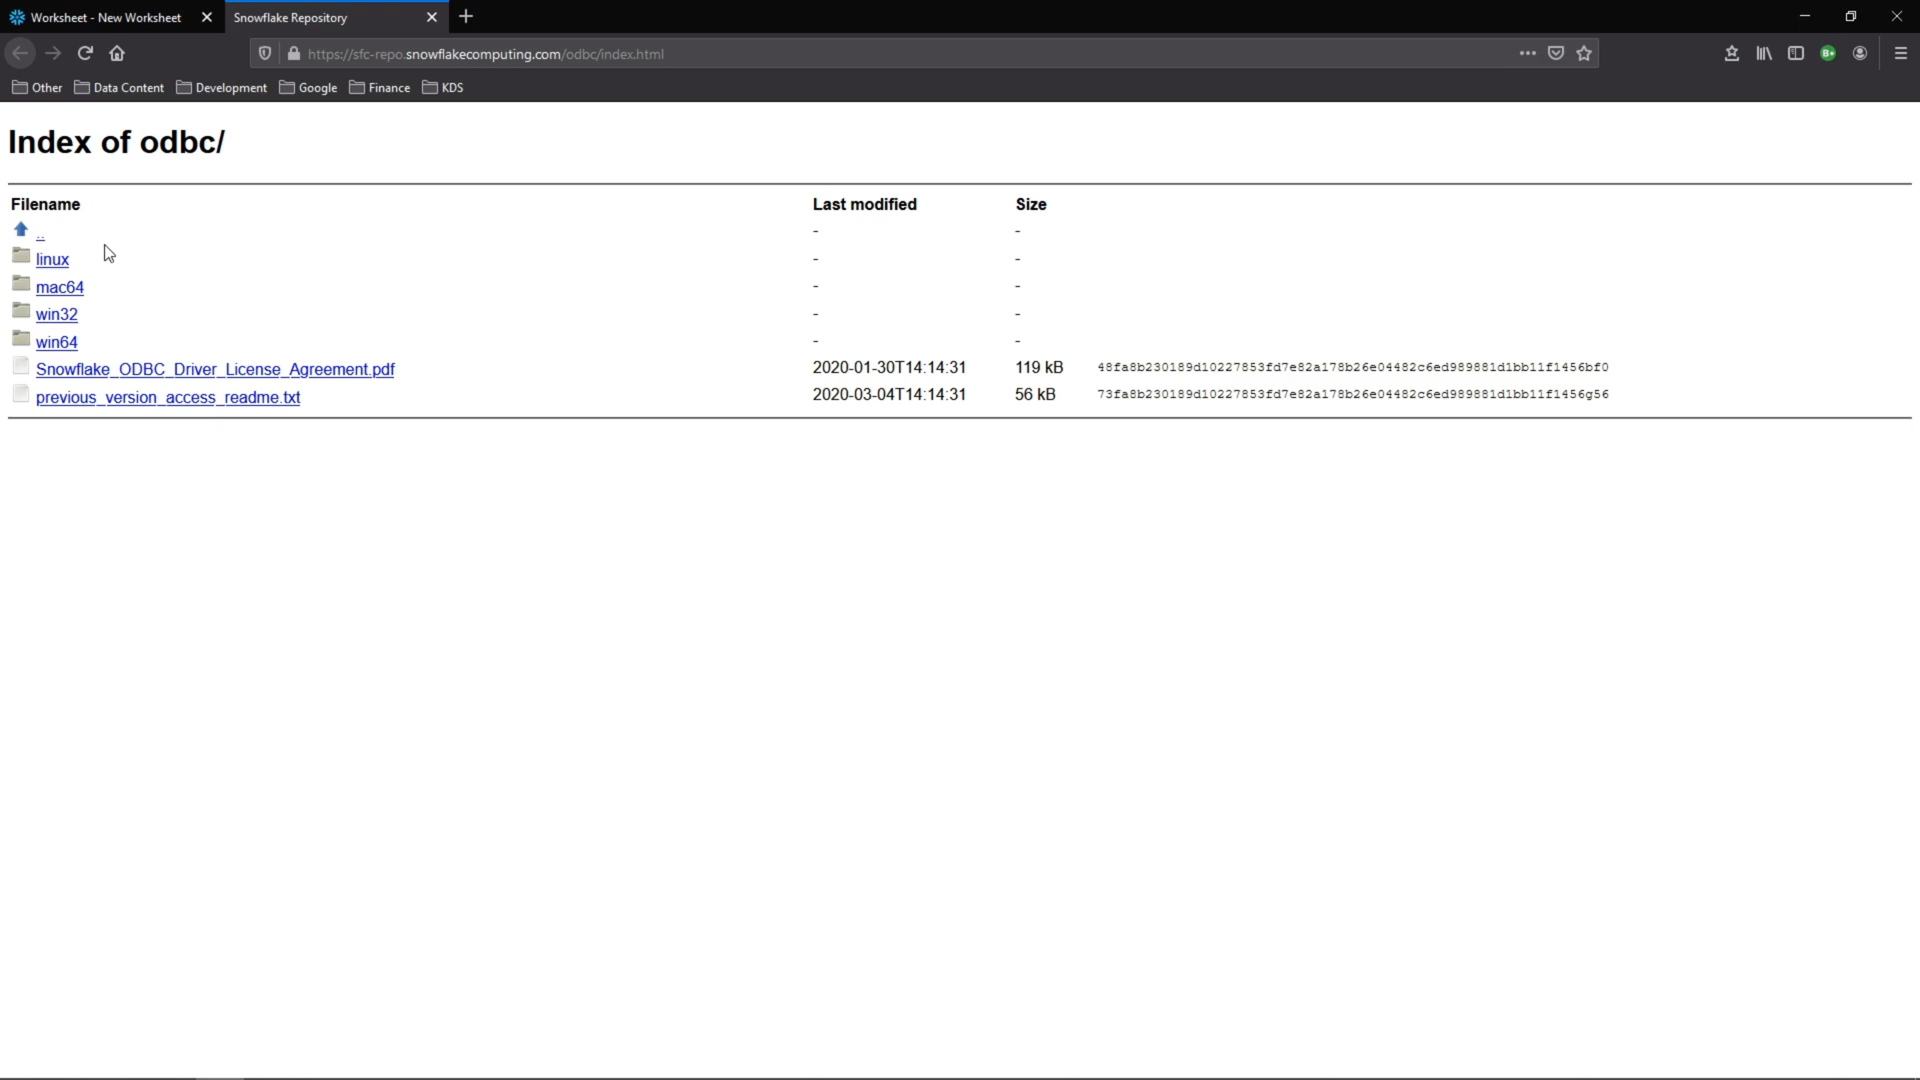 Worksheet - New Worksheet
Snowflake Repository
https://sfc-repo.snowflakecomputing.com/odbc/index.html
B+
Other
Data Content
Development
Google
Finance
KDS
Index of odbc/
Filename Last modified Size
.. - -
linux - -
mac64 - -
win32 - -
win64 - -
Snowflake_ODBC_Driver_License_Agreement.pdf 2020-01-30T14:14:31 119 kB 48fa8b230189d10227853fd7e82a178b26e04482c6ed989881d1bb11f1456bf0
previous_version_access_readme.txt 2020-03-04T14:14:31 56 kB 73fa8b230189d10227853fd7e82a178b26e04482c6ed989881d1bb11f1456g56